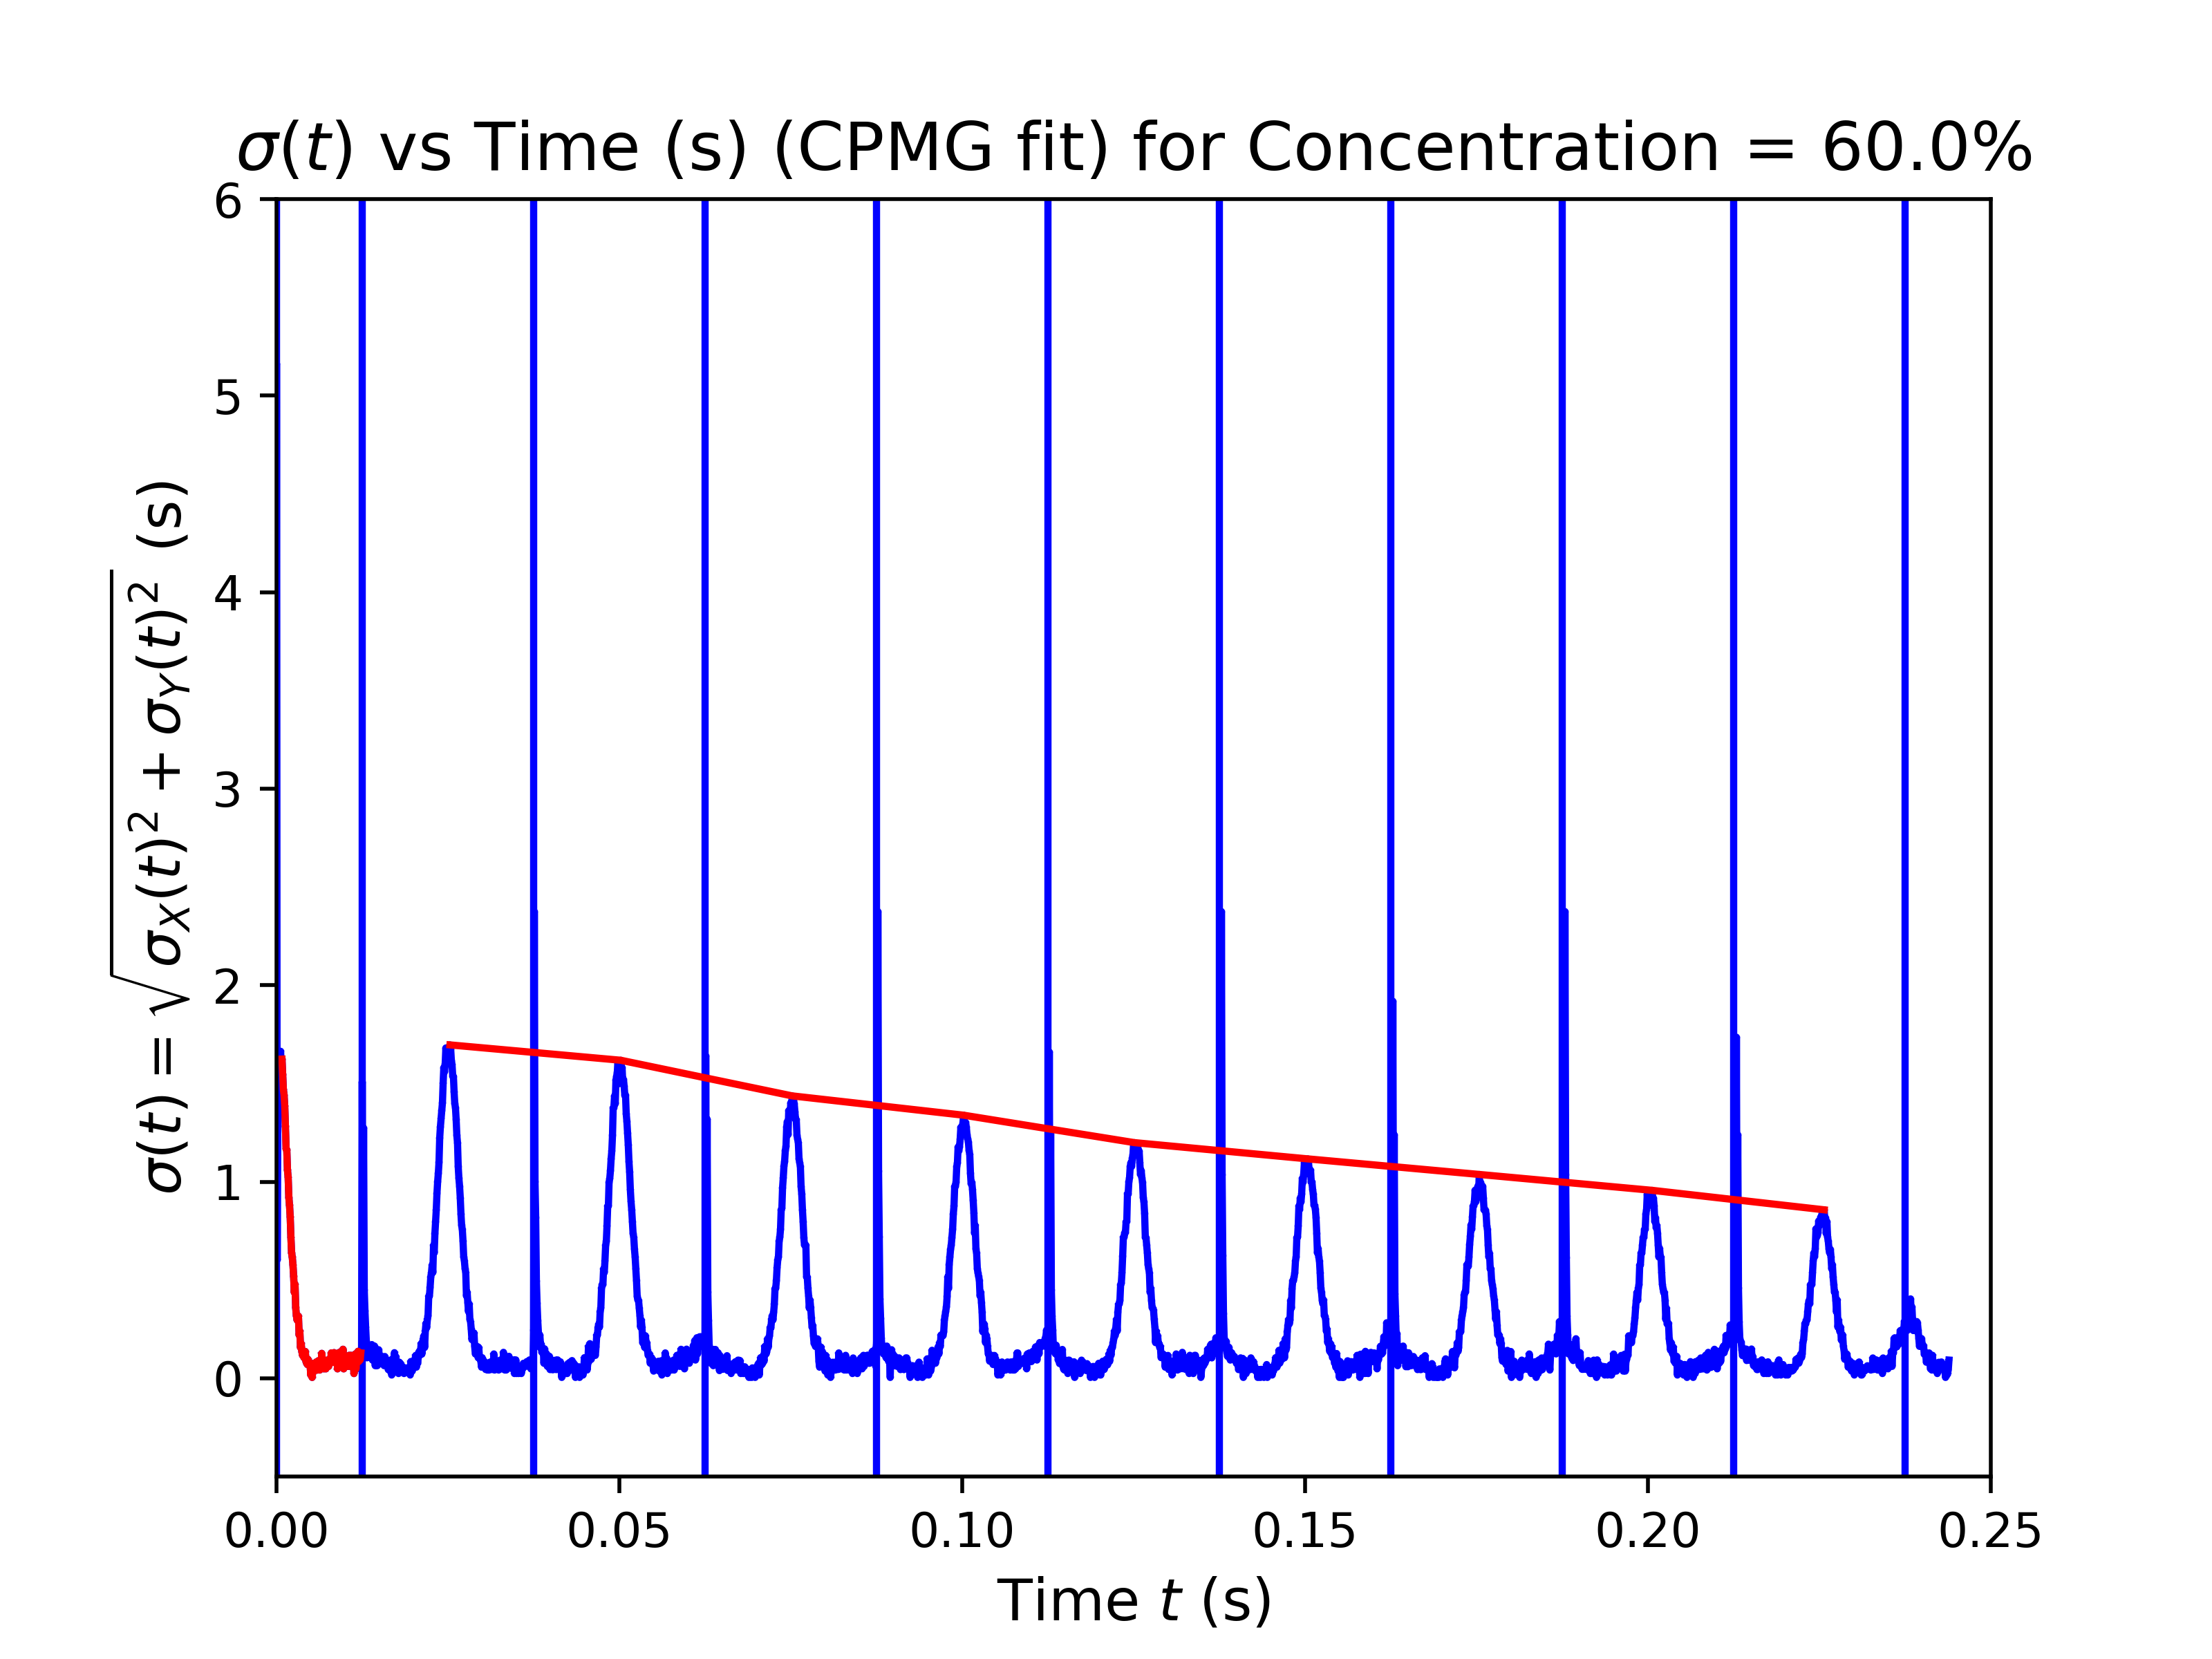 σ(t) vs Time (s) (CPMG fit) for Concentration = 60.0%
6
5
4
3
2
1
0
σ(t) = √σ_X(t)² + σ_Y(t)² (s)
0.00 0.05 0.10 0.15 0.20 0.25
Time t (s)